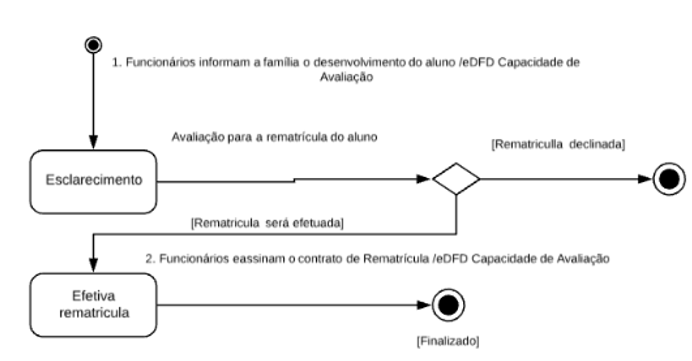 1. Funcionários informam a família o desenvolvimento do aluno /eDFD Capacidade de
Avaliação
Avaliação para a rematrícula do aluno
[Rematriculla declinada]
Esclarecimento
[Rematricula será efetuada]
2. Funcionários eassinam o contrato de Rematrícula /eDFD Capacidade de Avaliação
Efetiva
rematricula
[Finalizado]